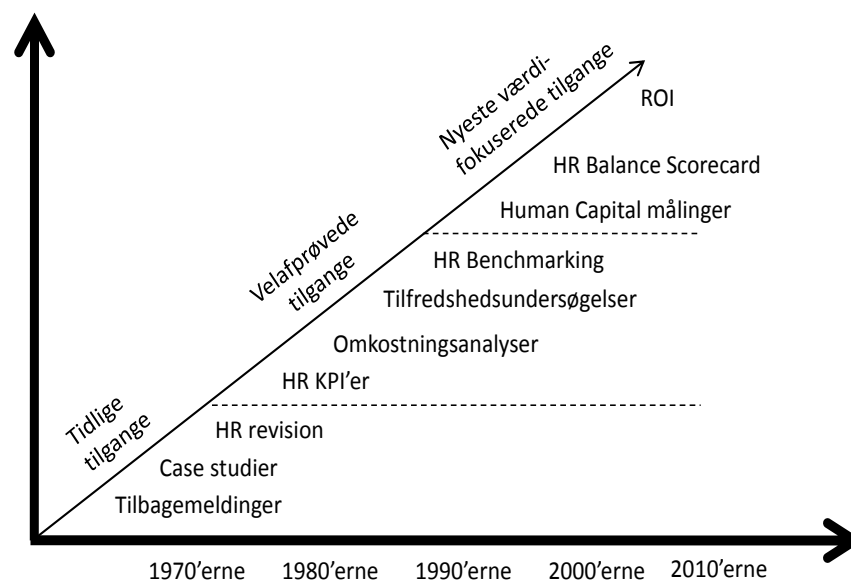 Nyeste værdi-
fokuserede tilgange
ROI
HR Balance Scorecard
Human Capital målinger
Velafprøvede
tilgange
HR Benchmarking
Tilfredshedsundersøgelser
Omkostningsanalyser
HR KPI'er
Tidlige
tilgange
HR revision
Case studier
Tilbagemeldinger
1970'erne 1980'erne 1990'erne 2000'erne 2010'erne